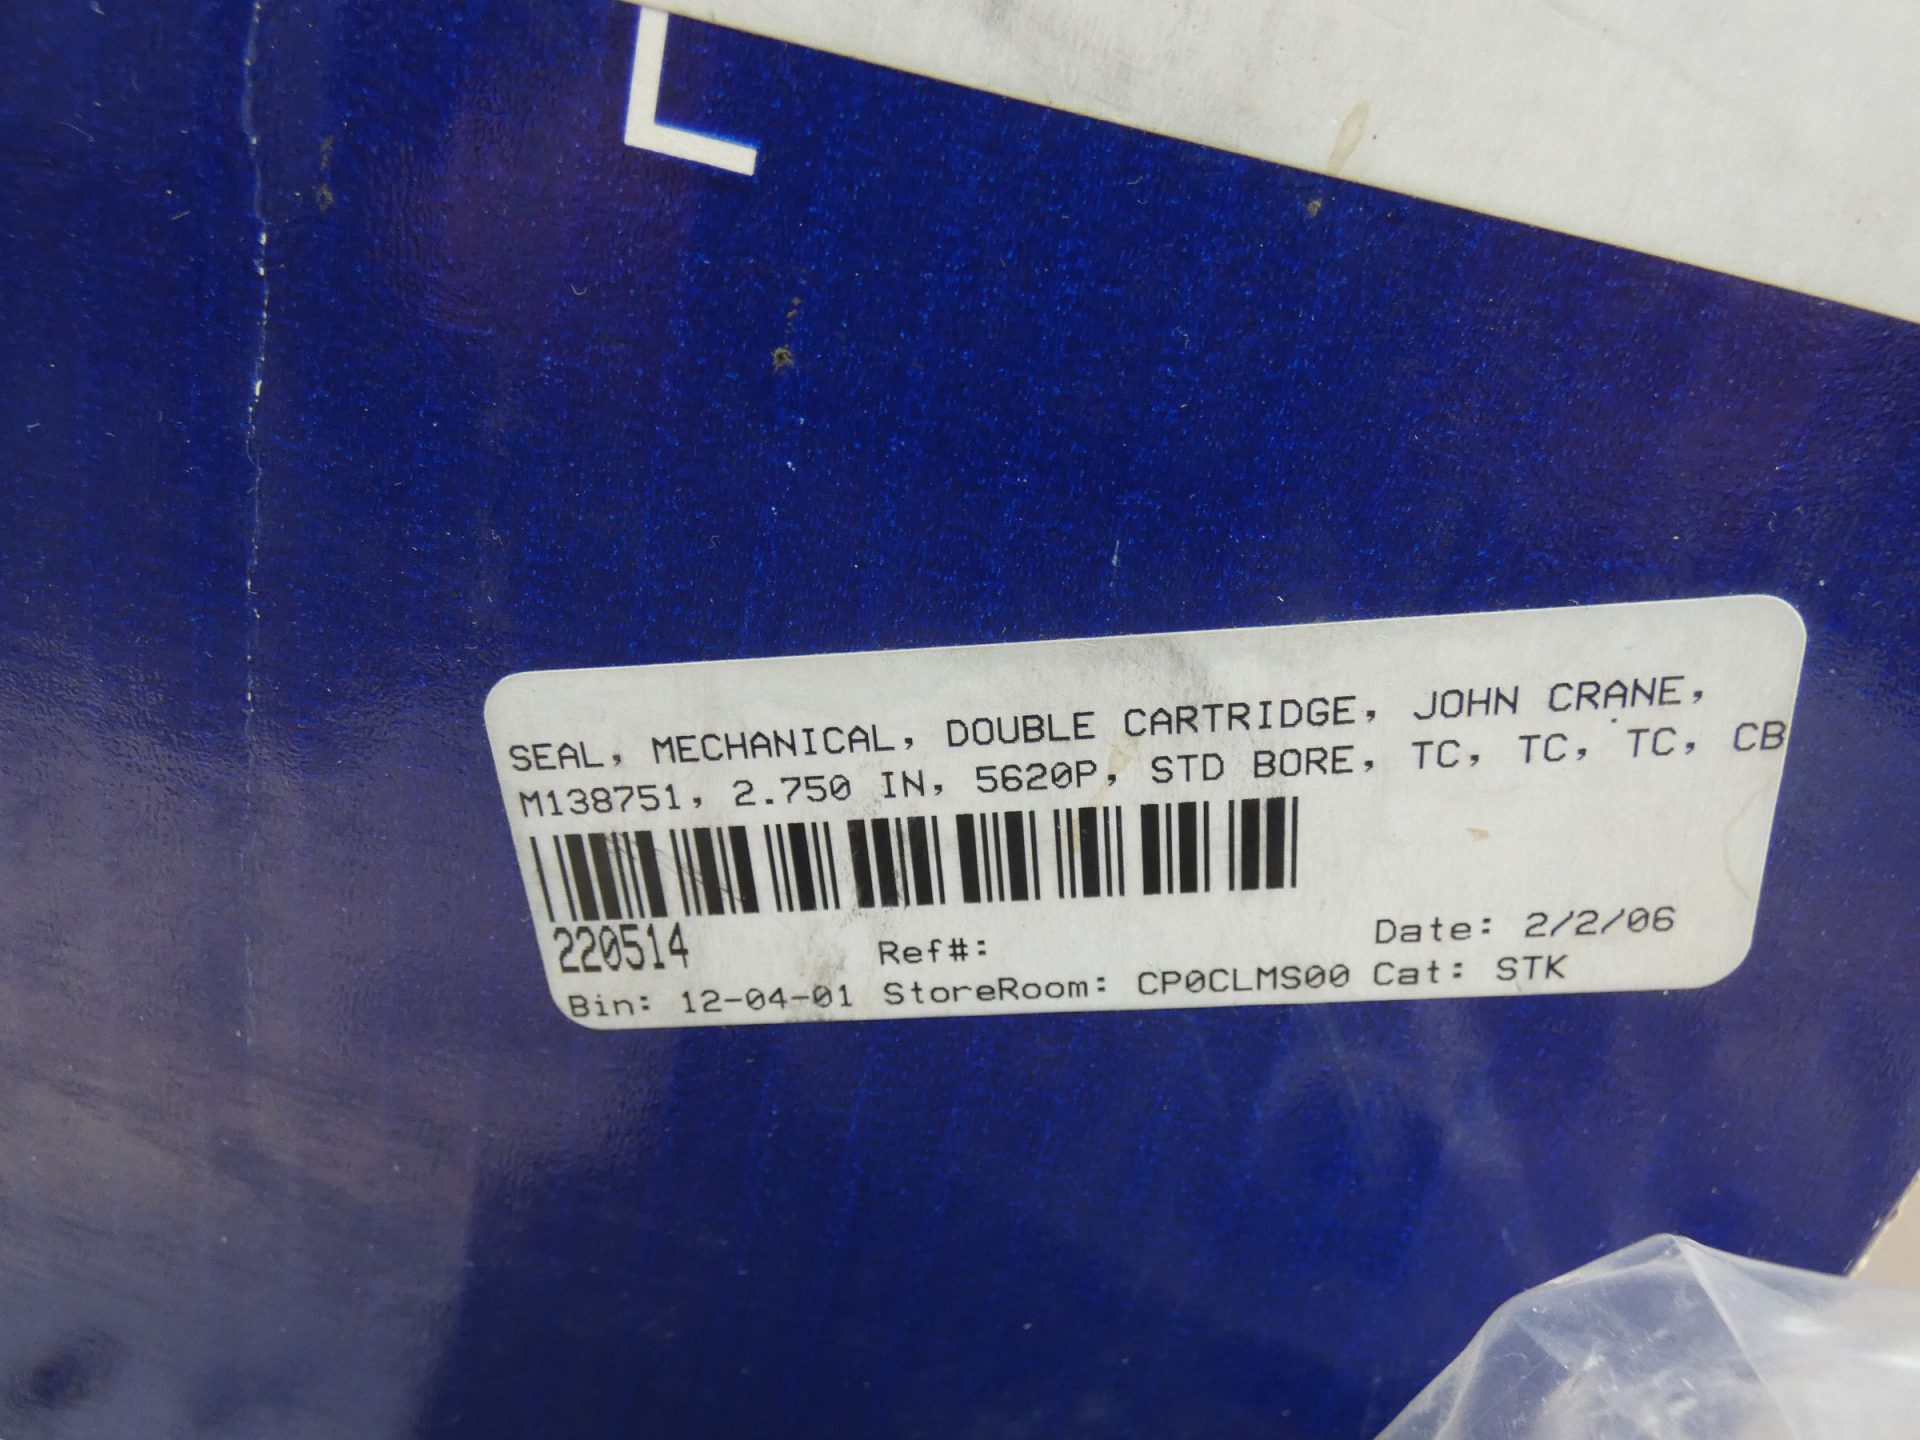 L
SEAL, MECHANICAL, DOUBLE CARTRIDGE, JOHN CRANE,
M138751, 2.750 IN, 5620P, STD BORE, TC, TC, TC, CB
220514
Ref#:
Date: 2/2/06
Bin: 12-04-01 StoreRoom: CP0CLMS00 Cat: STK